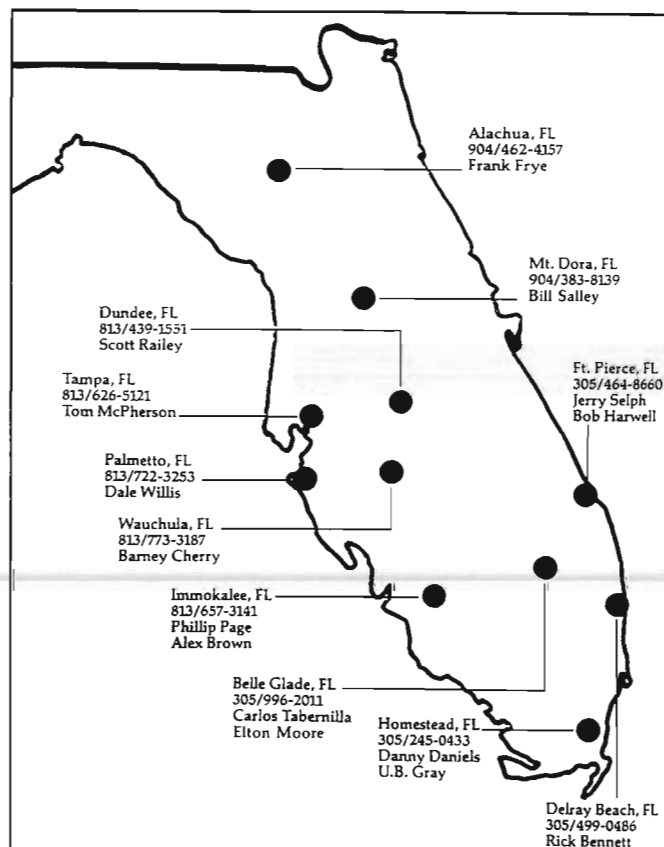 Alachua, FL
904/462-4157
Frank Frye
Mt. Dora, FL
904/383-8139
Bill Salley
Dundee, FL
813/439-1551
Scott Railey
Tampa, FL
813/626-5121
Tom McPherson
Ft. Pierce, FL
305/464-8660
Jerry Selph
Bob Harwell
Palmetto, FL
813/722-3253
Dale Willis
Wauchula, FL
813/773-3187
Barney Cherry
Immokalee, FL
813/657-3141
Phillip Page
Alex Brown
Belle Glade, FL
305/996-2011
Carlos Tabernilla
Elton Moore
Homestead, FL
305/245-0433
Danny Daniels
U.B. Gray
Delray Beach, FL
305/499-0486
Rick Bennett